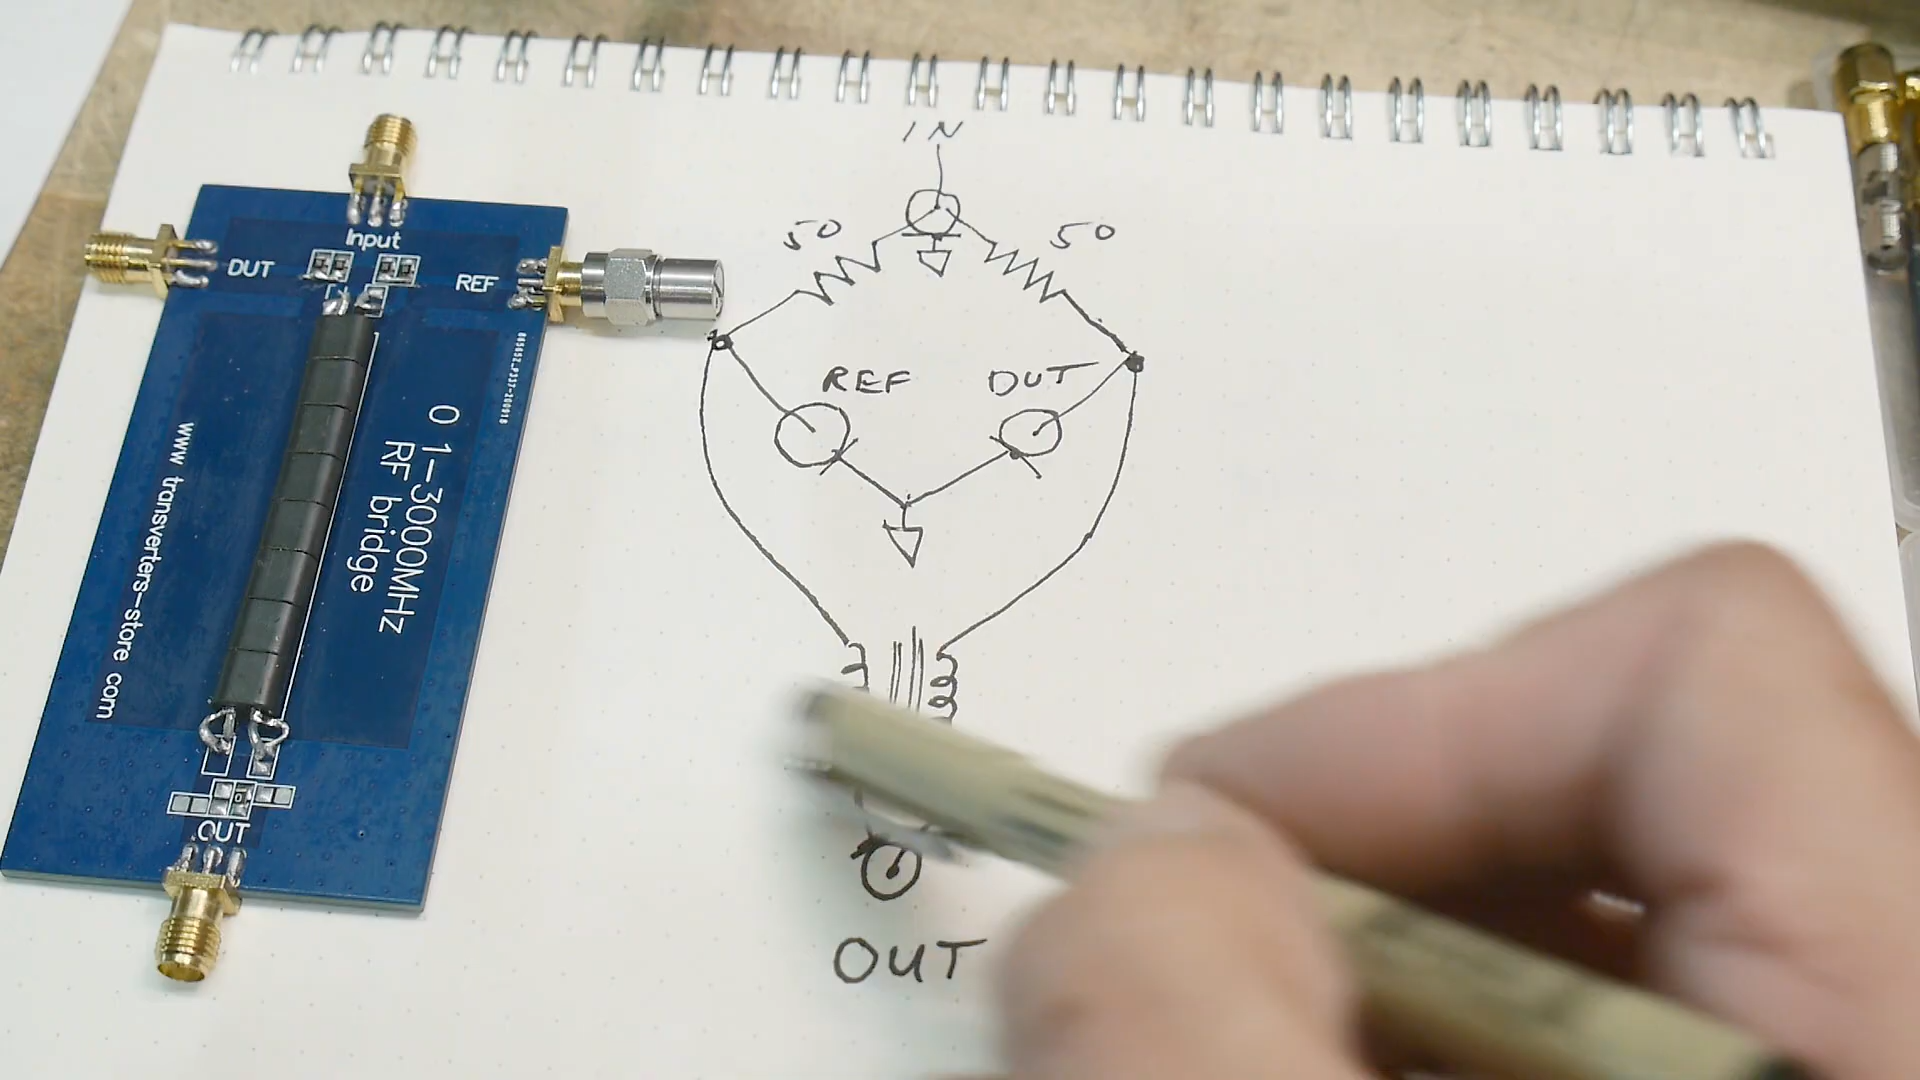 Input
DUT
REF
0 1-3000MHz
RF bridge
www transverters-store com
OUT
IN
50
50
REF
DUT
OUT